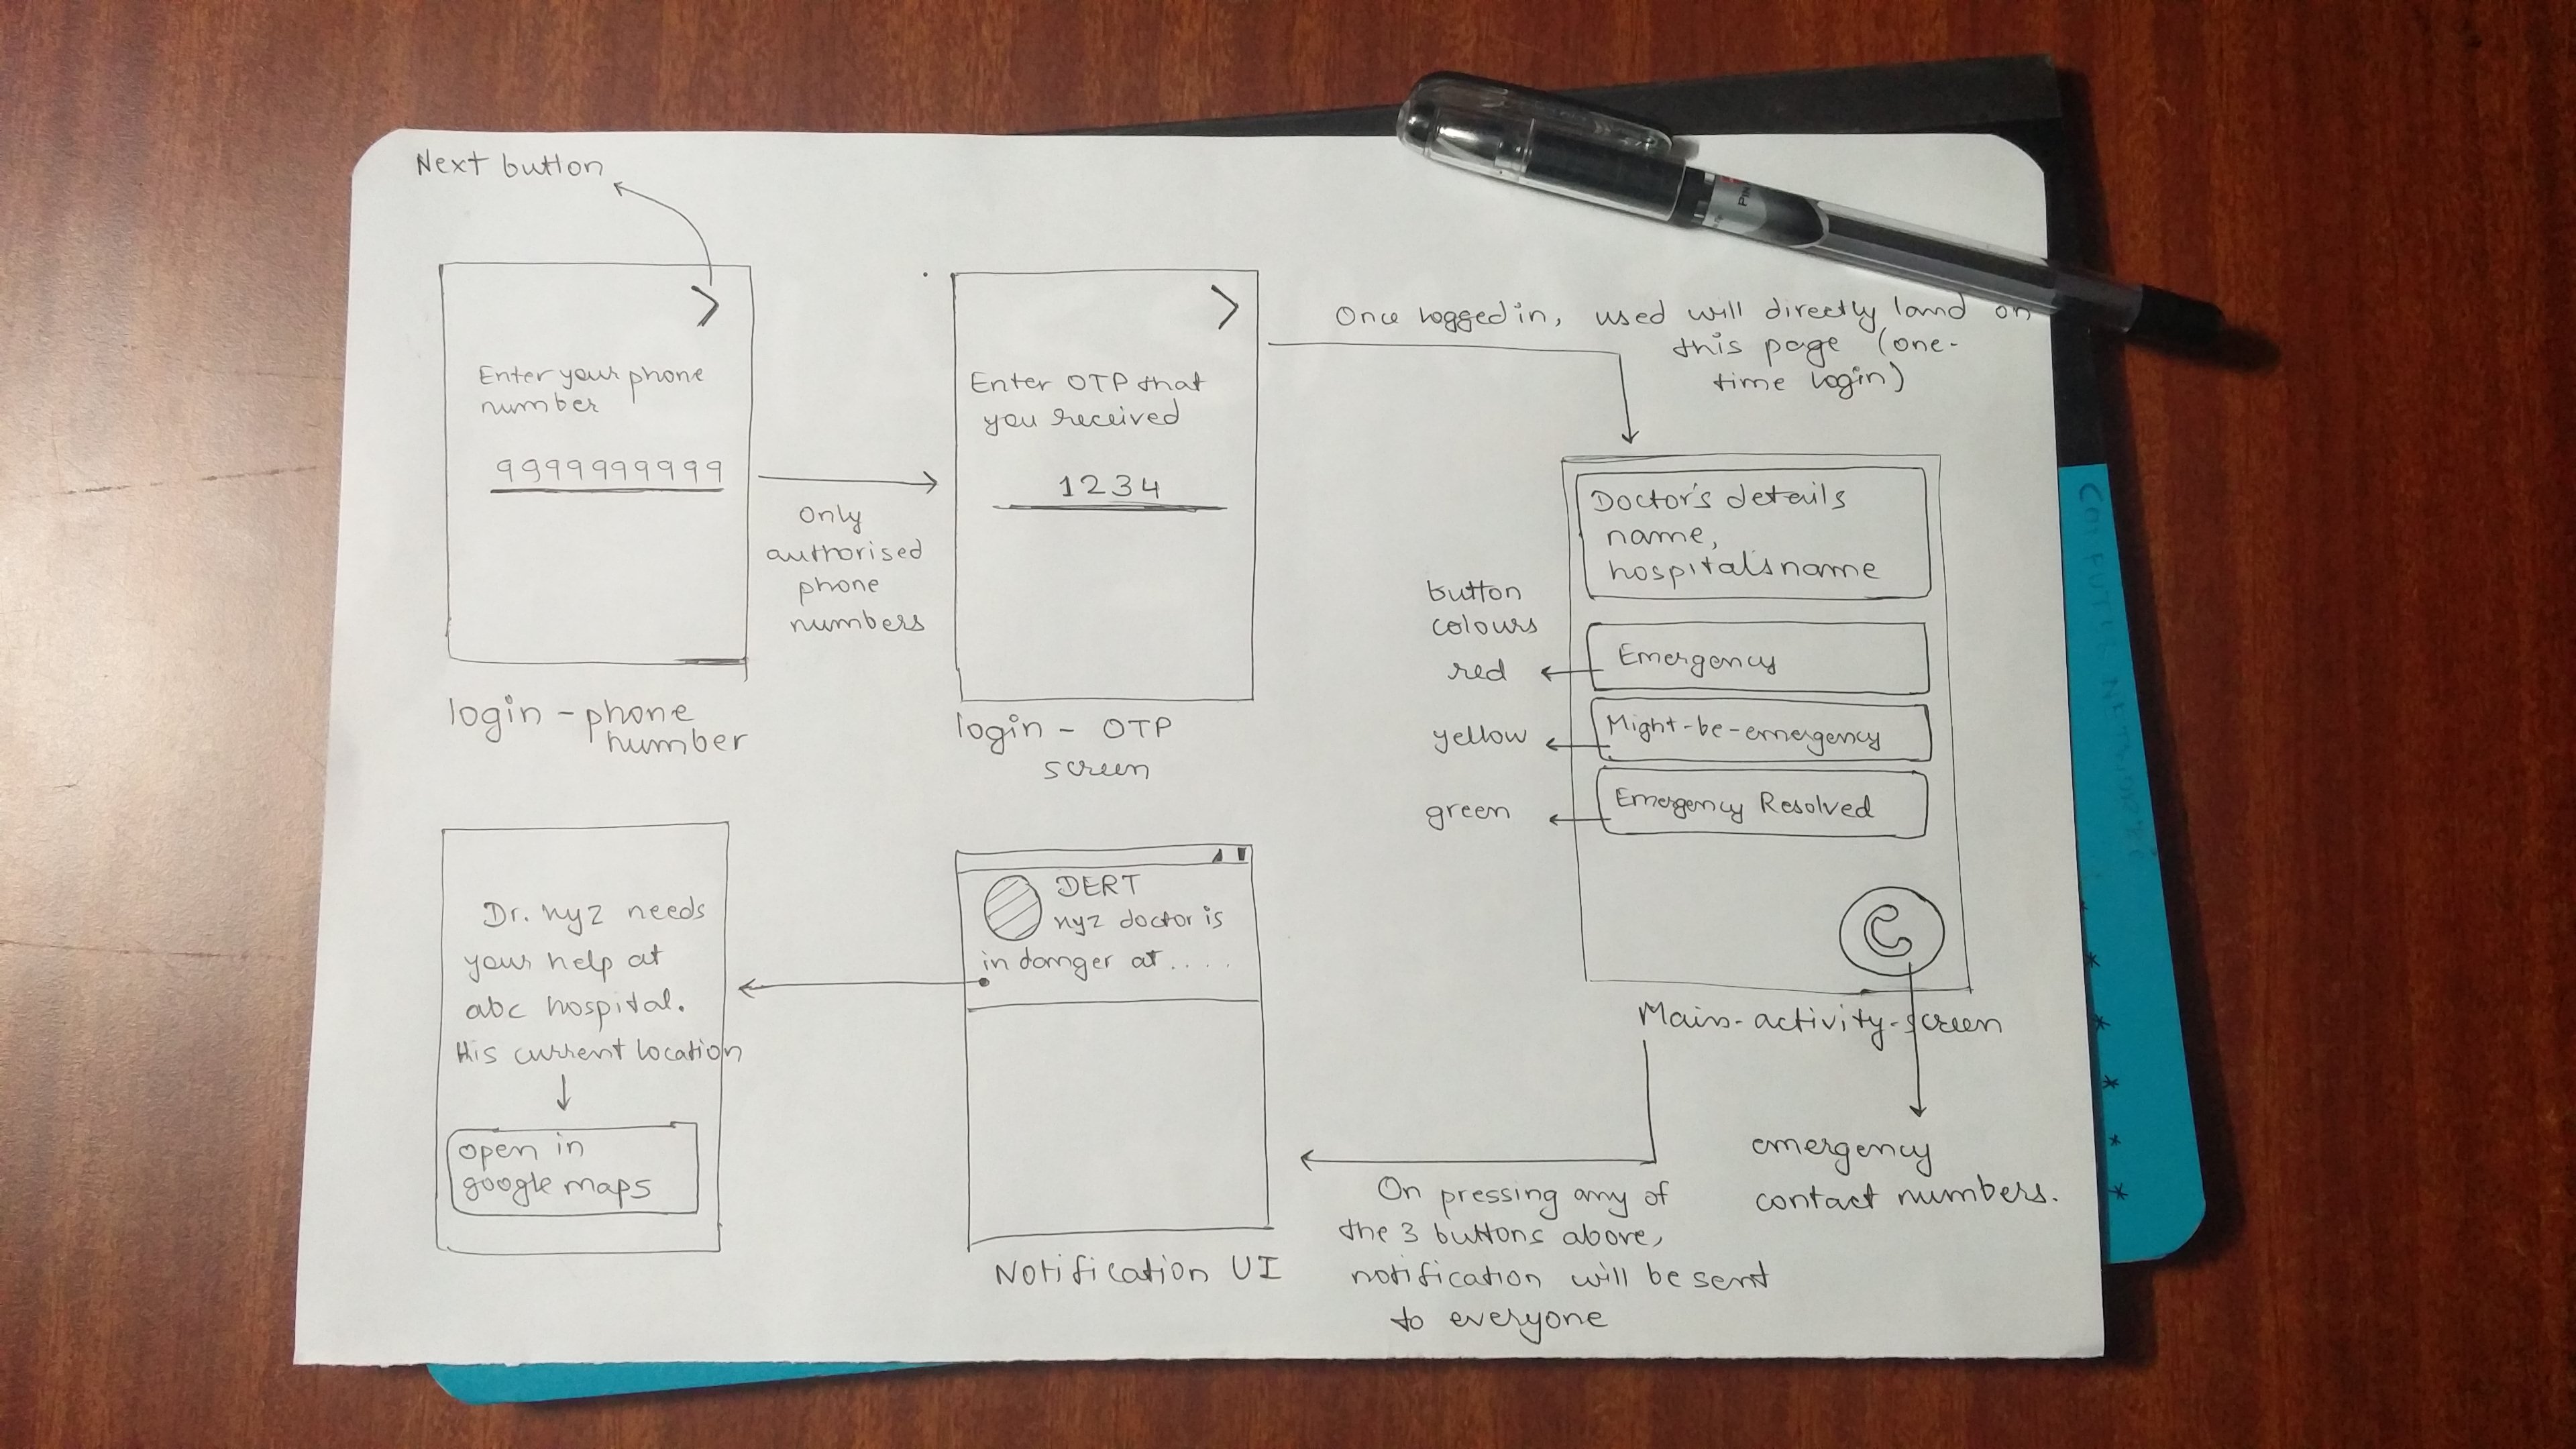 Next button
>
Enter your phone
number
9999999999
login - phone
number
Only
authorised
phone
numbers
>
Enter OTP that
you received
1234
login - OTP
screen
Once logged in, used will directly land on
this page (one-
time login)
Doctor's details
name,
hospital's name
button
colours
red
Emergency
yellow
Might-be-emergency
green
Emergency Resolved
Main-activity-screen
emergency
contact numbers.
On pressing any of
the 3 buttons above,
notification will be sent
to everyone
DERT
xyz doctor is
in danger at ....
Notification UI
Dr. xyz needs
your help at
abc hospital.
His current location
open in
google maps